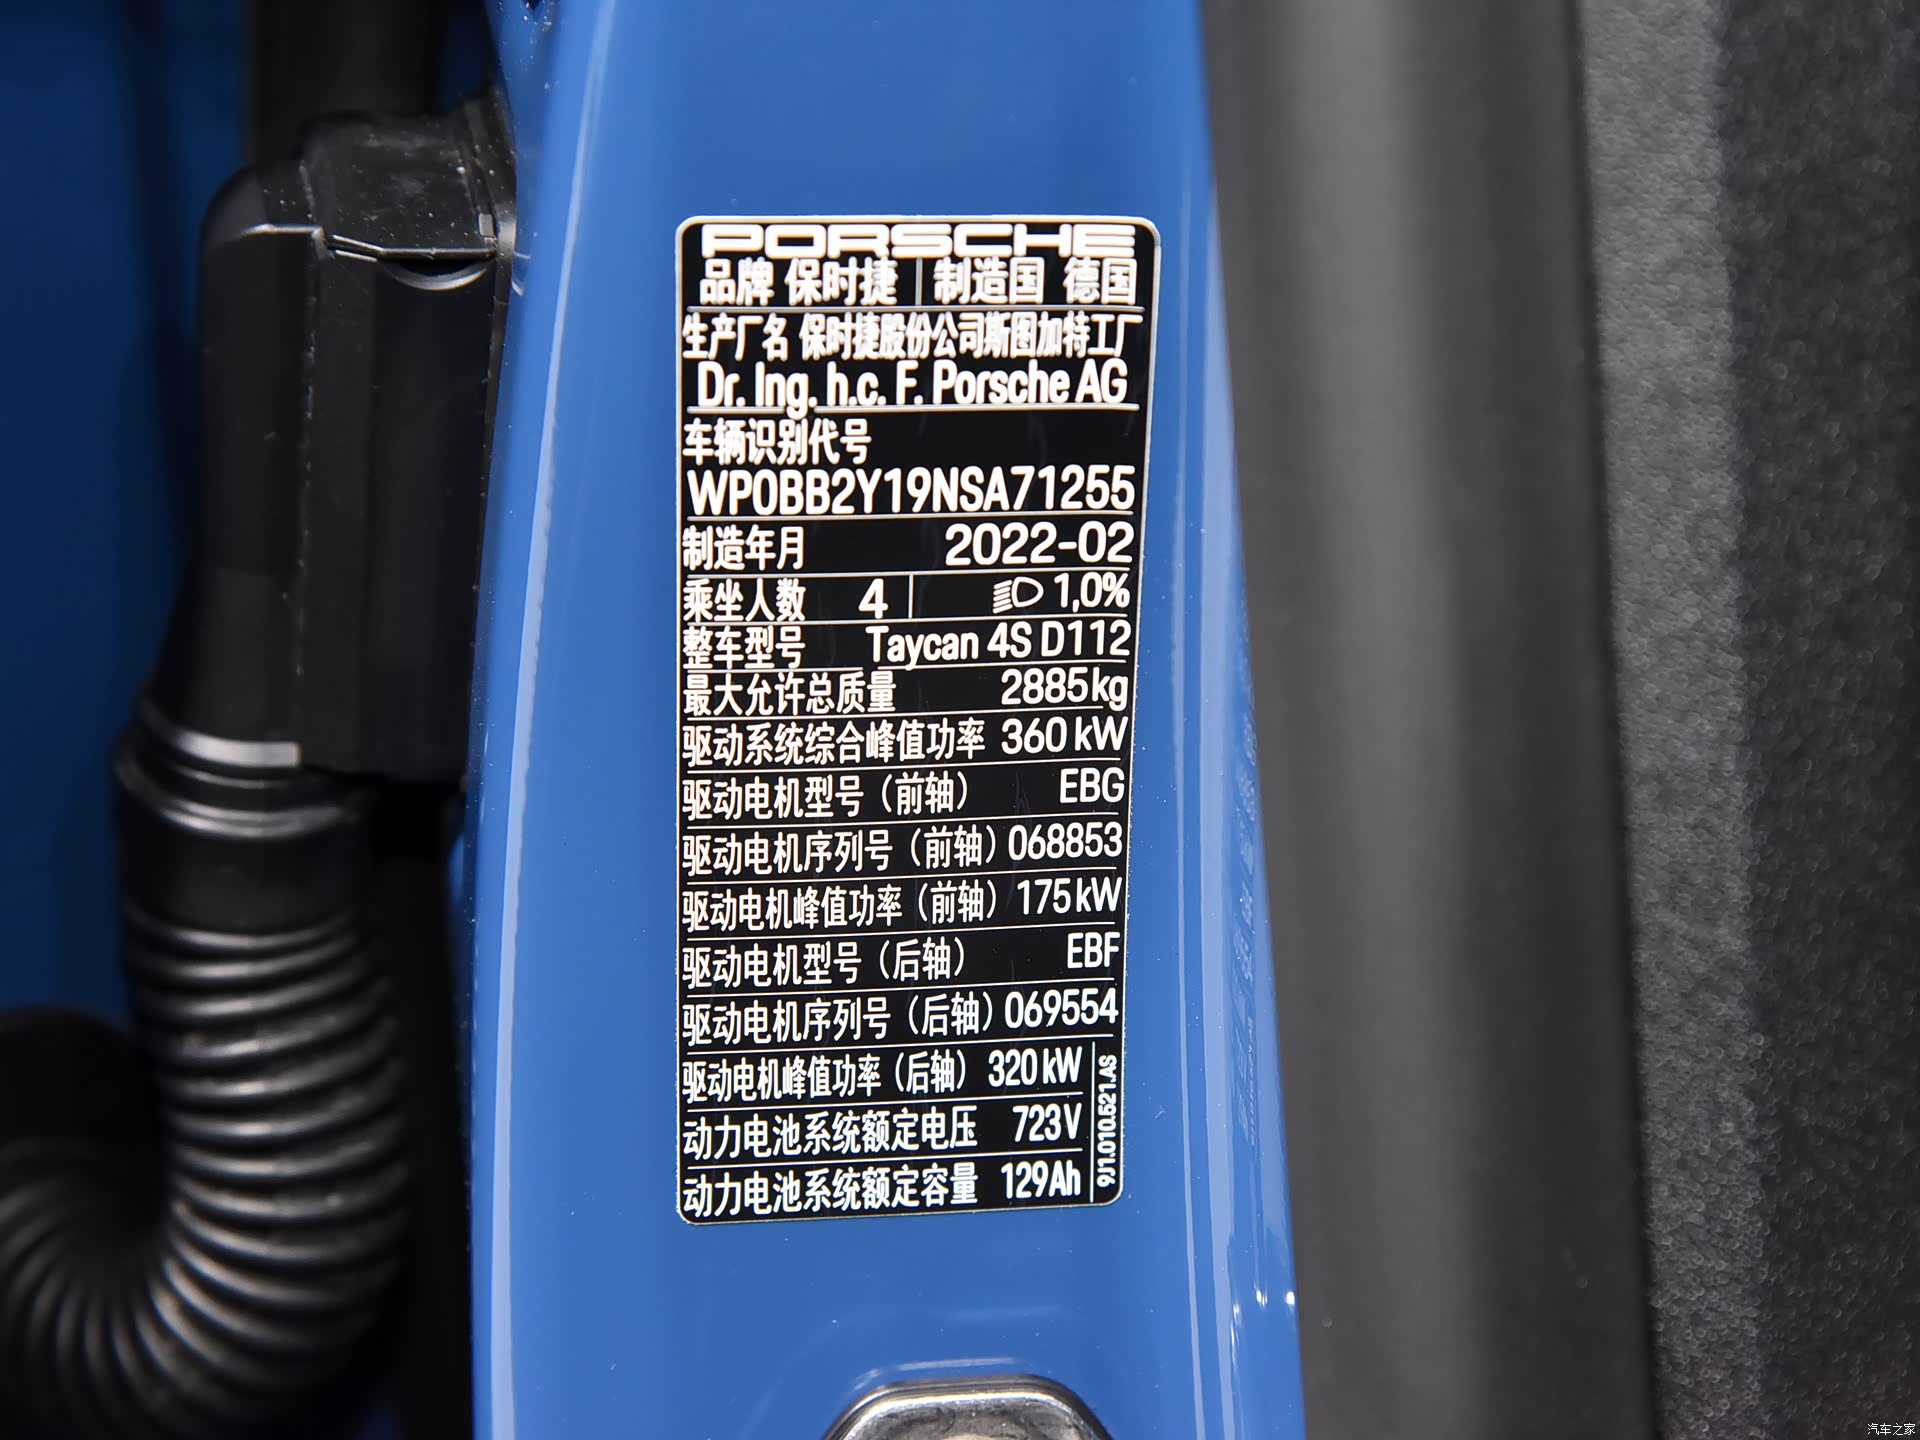 PORSCHE
品牌 保时捷 制造国 德国
生产厂名 保时捷股份公司斯图加特工厂
Dr. Ing. h.c. F. Porsche AG
车辆识别代号
WP0BB2Y19NSA71255
制造年月 2022-02
乘坐人数 4 1,0%
整车型号 Taycan 4S D112
最大允许总质量 2885kg
驱动系统综合峰值功率 360 kW
驱动电机型号（前轴） EBG
驱动电机序列号（前轴）068853
驱动电机峰值功率（前轴）175kW
驱动电机型号（后轴） EBF
驱动电机序列号（后轴）069554
驱动电机峰值功率（后轴）320 kW
动力电池系统额定电压 723V
动力电池系统额定容量 129Ah
9J1.010.521.AS
汽车之家